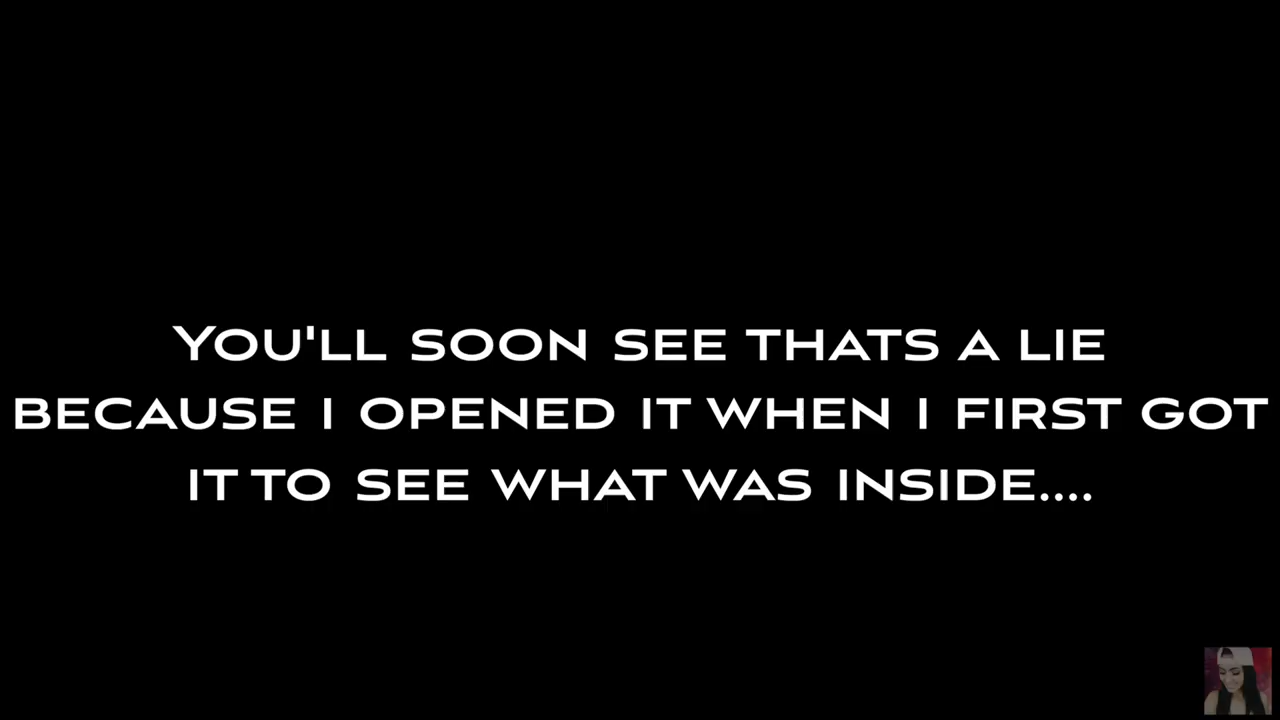 You'll soon see thats a lie
because I opened it when I first got
it to see what was inside....